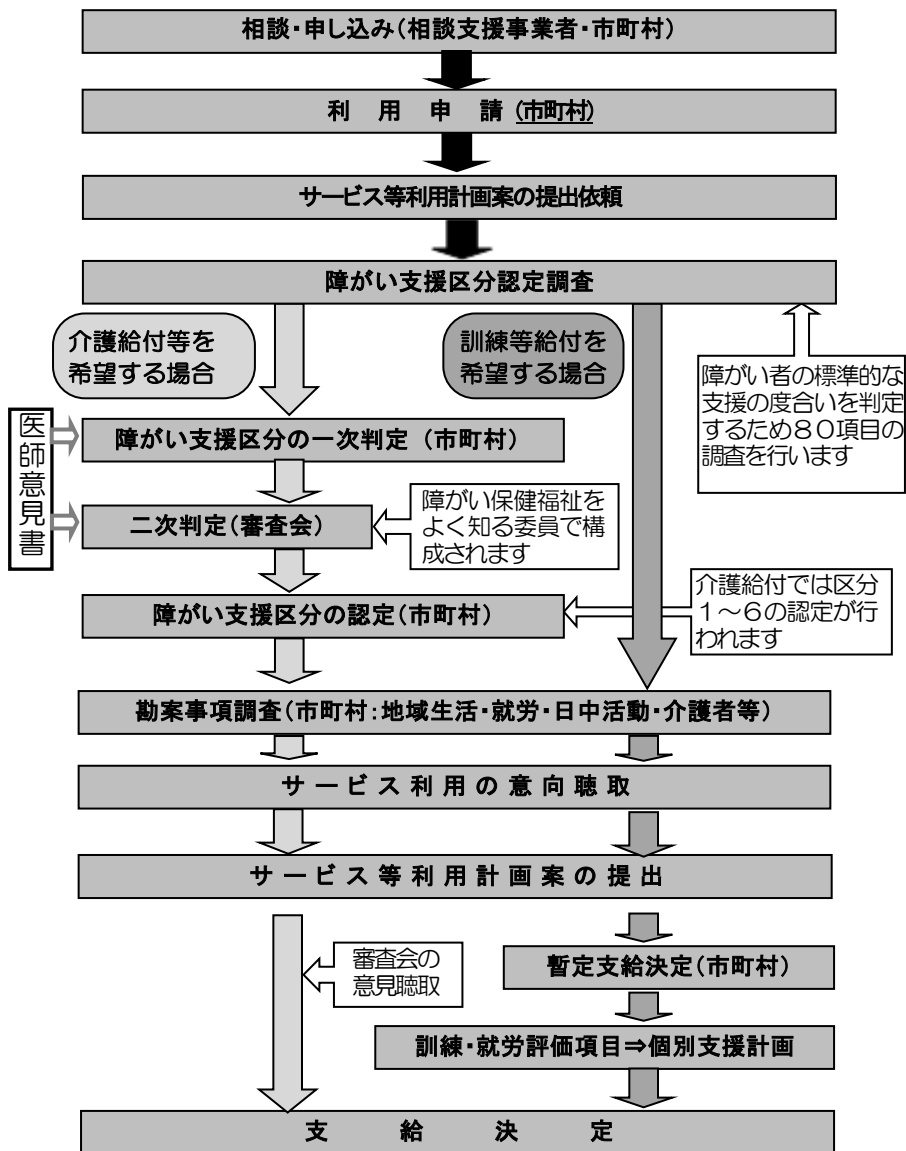 相談・申し込み（相談支援事業者・市町村）
利用申請（市町村）
サービス等利用計画案の提出依頼
障がい支援区分認定調査
介護給付等を
希望する場合
訓練等給付を
希望する場合
障がい者の標準的な
支援の度合いを判定
するため８０項目の
調査を行います
医師意見書
障がい支援区分の一次判定（市町村）
二次判定（審査会）
障がい保健福祉を
よく知る委員で構
成されます
障がい支援区分の認定（市町村）
介護給付では区分
１～６の認定が行
われます
勘案事項調査（市町村：地域生活・就労・日中活動・介護者等）
サービス利用の意向聴取
サービス等利用計画案の提出
審査会の
意見聴取
暫定支給決定（市町村）
訓練・就労評価項目⇒個別支援計画
支給決定